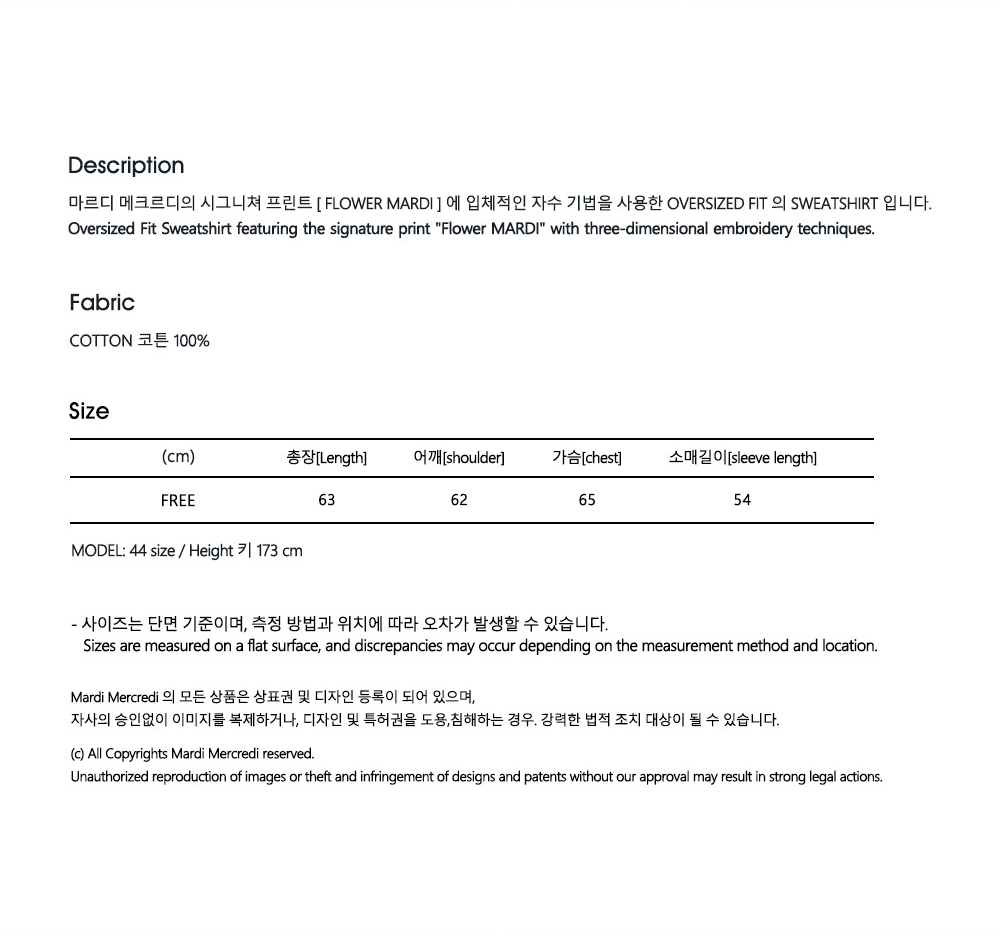 Description
마르디 메크르디의 시그니쳐 프린트 [ FLOWER MARDI ] 에 입체적인 자수 기법을 사용한 OVERSIZED FIT 의 SWEATSHIRT 입니다.
Oversized Fit Sweatshirt featuring the signature print "Flower MARDI" with three-dimensional embroidery techniques.
Fabric
COTTON 코튼 100%
Size
(cm) 총장[Length] 어깨[shoulder] 가슴[chest] 소매길이[sleeve length]
FREE 63 62 65 54
MODEL: 44 size / Height 키 173 cm
- 사이즈는 단면 기준이며, 측정 방법과 위치에 따라 오차가 발생할 수 있습니다.
Sizes are measured on a flat surface, and discrepancies may occur depending on the measurement method and location.
Mardi Mercredi 의 모든 상품은 상표권 및 디자인 등록이 되어 있으며,
자사의 승인없이 이미지를 복제하거나, 디자인 및 특허권을 도용,침해하는 경우. 강력한 법적 조치 대상이 될 수 있습니다.
(c) All Copyrights Mardi Mercredi reserved.
Unauthorized reproduction of images or theft and infringement of designs and patents without our approval may result in strong legal actions.